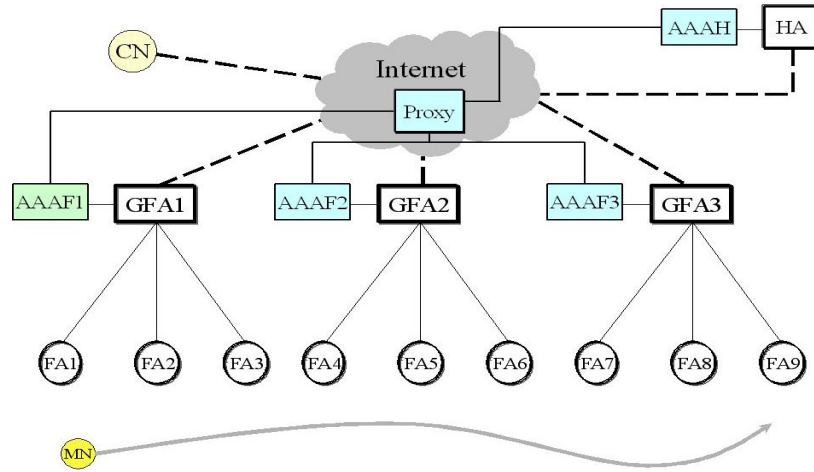 AAAH
HA
CN
Internet
Proxy
AAAF1
GFA1
AAAF2
GFA2
AAAF3
GFA3
FA1
FA2
FA3
FA4
FA5
FA6
FA7
FA8
FA9
MN